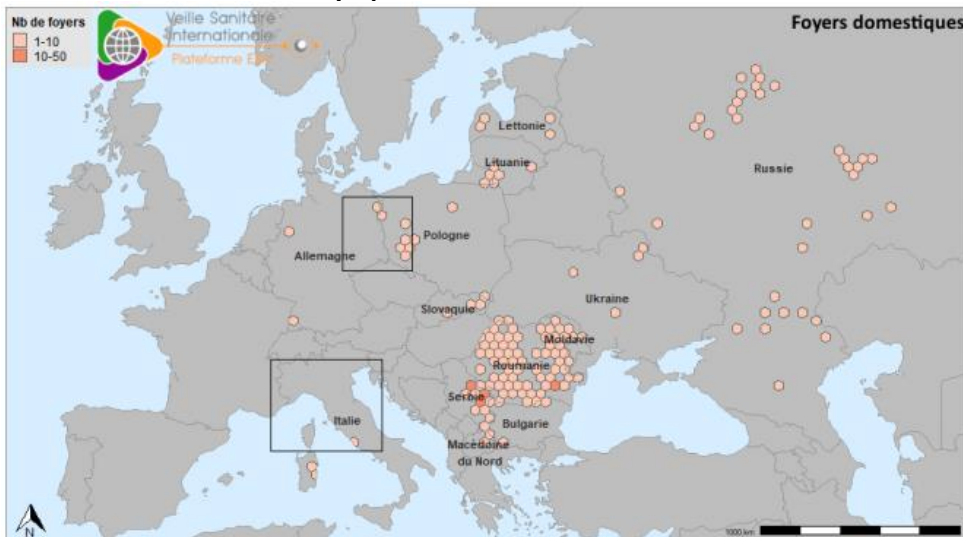 Nb de foyers
1-10
10-50
Veille Sanitaire
Internationale
Plateforme ESA
Foyers domestiques
Lettonie
Lituanie
Russie
Pologne
Allemagne
Ukraine
Slovaquie
Moldavie
Roumanie
Serbie
Italie
Bulgarie
Macédoine
du Nord
N
1000 km